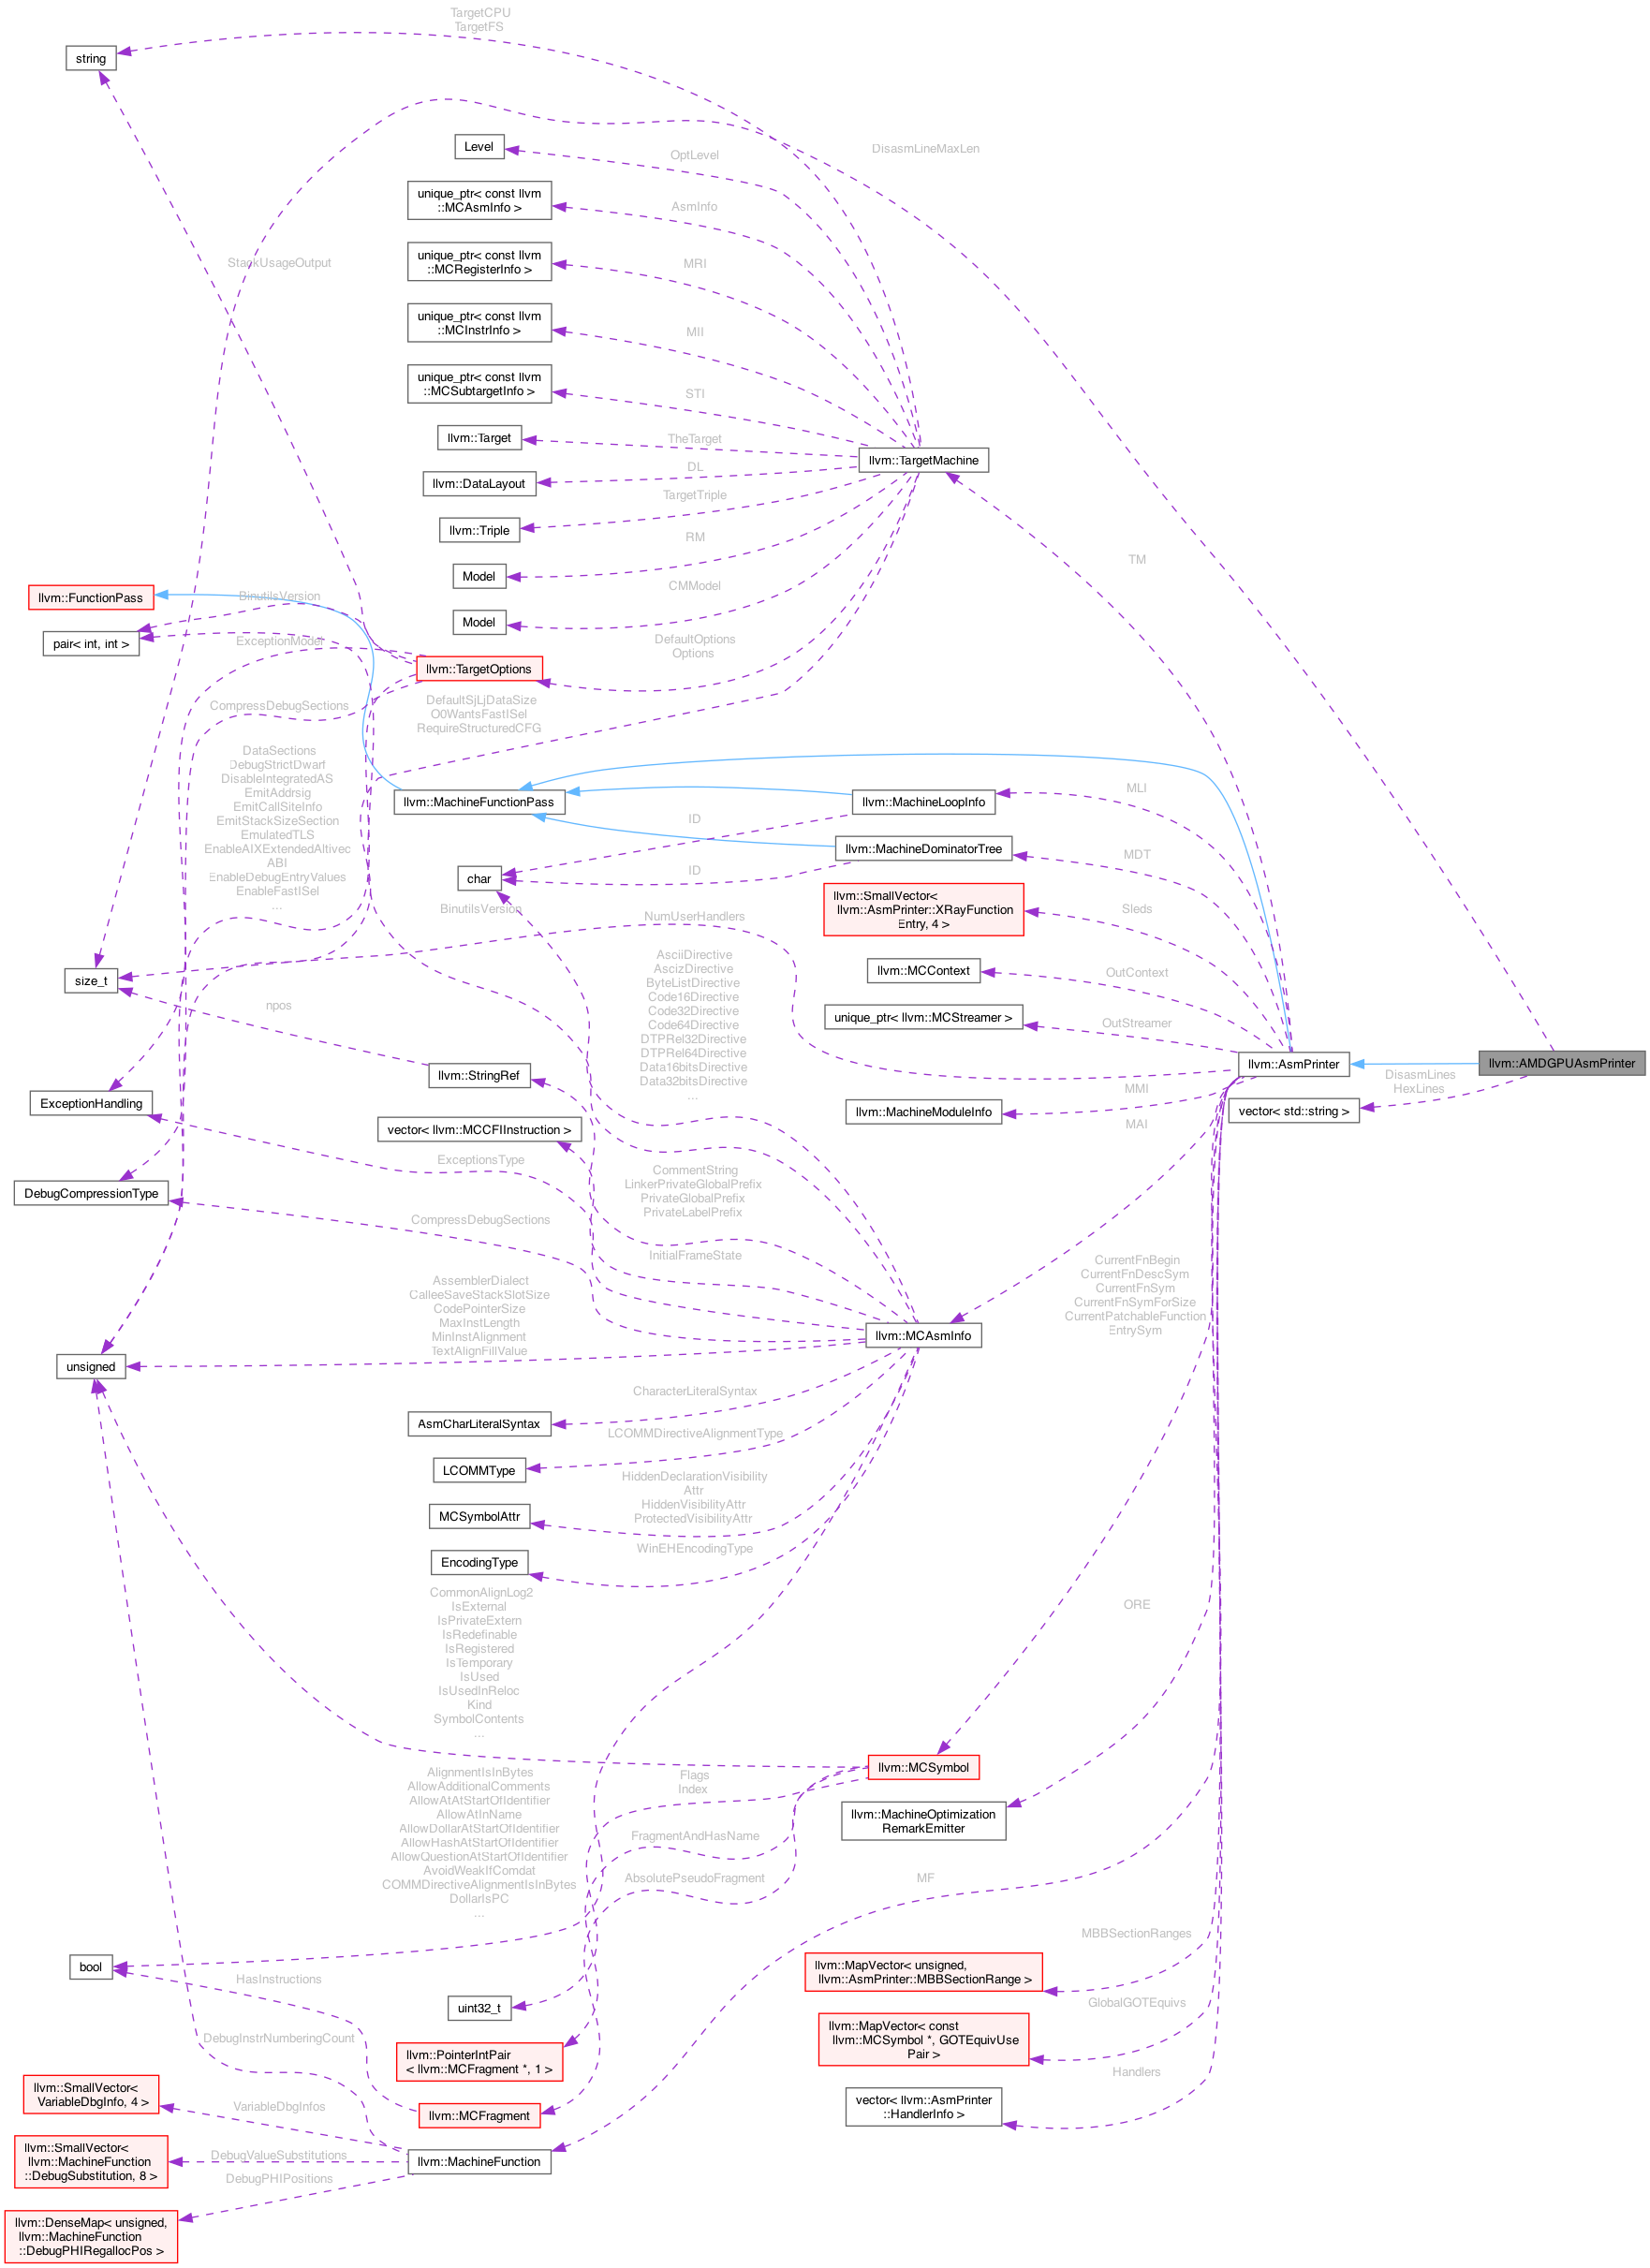 TargetCPU
TargetFS
string
DisasmLineMaxLen
Level
OptLevel
unique_ptr< const llvm
::MCAsmInfo >
AsmInfo
unique_ptr< const llvm
::MCRegisterInfo >
MRI
StackUsageOutput
unique_ptr< const llvm
::MCInstrInfo >
MII
unique_ptr< const llvm
::MCSubtargetInfo >
STI
llvm::Target
TheTarget
llvm::TargetMachine
llvm::DataLayout
DL
llvm::Triple
TargetTriple
RM
Model
TM
CMModel
Model
llvm::FunctionPass
BinutilsVersion
pair< int, int >
ExceptionModel
DefaultOptions
Options
llvm::TargetOptions
CompressDebugSections
DefaultSjLjDataSize
O0WantsFastISel
RequireStructuredCFG
DataSections
DebugStrictDwarf
DisableIntegratedAS
EmitAddrsig
EmitCallSiteInfo
EmitStackSizeSection
EmulatedTLS
EnableAIXExtendedAltivec
ABI
EnableDebugEntryValues
EnableFastISel
...
llvm::MachineFunctionPass
llvm::MachineLoopInfo
MLI
ID
llvm::MachineDominatorTree
MDT
char
ID
BinutilsVersion
NumUserHandlers
llvm::SmallVector<
llvm::AsmPrinter::XRayFunction
Entry, 4 >
Sleds
size_t
npos
AsciiDirective
AscizDirective
ByteListDirective
Code16Directive
Code32Directive
Code64Directive
DTPRel32Directive
DTPRel64Directive
Data16bitsDirective
Data32bitsDirective
...
llvm::MCContext
OutContext
unique_ptr< llvm::MCStreamer >
OutStreamer
llvm::AsmPrinter
llvm::AMDGPUAsmPrinter
llvm::StringRef
ExceptionHandling
llvm::MachineModuleInfo
MMI
MAI
DisasmLines
HexLines
vector< std::string >
vector< llvm::MCCFIInstruction >
ExceptionsType
DebugCompressionType
CommentString
LinkerPrivateGlobalPrefix
PrivateGlobalPrefix
PrivateLabelPrefix
CompressDebugSections
InitialFrameState
CurrentFnBegin
CurrentFnDescSym
CurrentFnSym
CurrentFnSymForSize
CurrentPatchableFunction
EntrySym
AssemblerDialect
CalleeSaveStackSlotSize
CodePointerSize
MaxInstLength
MinInstAlignment
TextAlignFillValue
llvm::MCAsmInfo
unsigned
CharacterLiteralSyntax
AsmCharLiteralSyntax
LCOMMDirectiveAlignmentType
LCOMMType
HiddenDeclarationVisibility
Attr
HiddenVisibilityAttr
ProtectedVisibilityAttr
MCSymbolAttr
WinEHEncodingType
EncodingType
CommonAlignLog2
IsExternal
IsPrivateExtern
IsRedefinable
IsRegistered
IsTemporary
IsUsed
IsUsedInReloc
Kind
SymbolContents
...
ORE
llvm::MCSymbol
Flags
Index
AlignmentIsInBytes
AllowAdditionalComments
AllowAtAtStartOfIdentifier
AllowAtInName
AllowDollarAtStartOfIdentifier
AllowHashAtStartOfIdentifier
AllowQuestionAtStartOfIdentifier
AvoidWeakIfComdat
COMMDirectiveAlignmentIsInBytes
DollarIsPC
...
llvm::MachineOptimization
RemarkEmitter
FragmentAndHasName
AbsolutePseudoFragment
MF
MBBSectionRanges
bool
HasInstructions
llvm::MapVector< unsigned,
llvm::AsmPrinter::MBBSectionRange >
uint32_t
GlobalGOTEquivs
DebugInstrNumberingCount
llvm::MapVector< const
llvm::MCSymbol *, GOTEquivUse
Pair >
llvm::PointerIntPair
< llvm::MCFragment *, 1 >
Handlers
llvm::SmallVector<
VariableDbgInfo, 4 >
VariableDbgInfos
llvm::MCFragment
vector< llvm::AsmPrinter
::HandlerInfo >
llvm::SmallVector<
llvm::MachineFunction
::DebugSubstitution, 8 >
DebugValueSubstitutions
llvm::MachineFunction
DebugPHIPositions
llvm::DenseMap< unsigned,
llvm::MachineFunction
::DebugPHIRegallocPos >